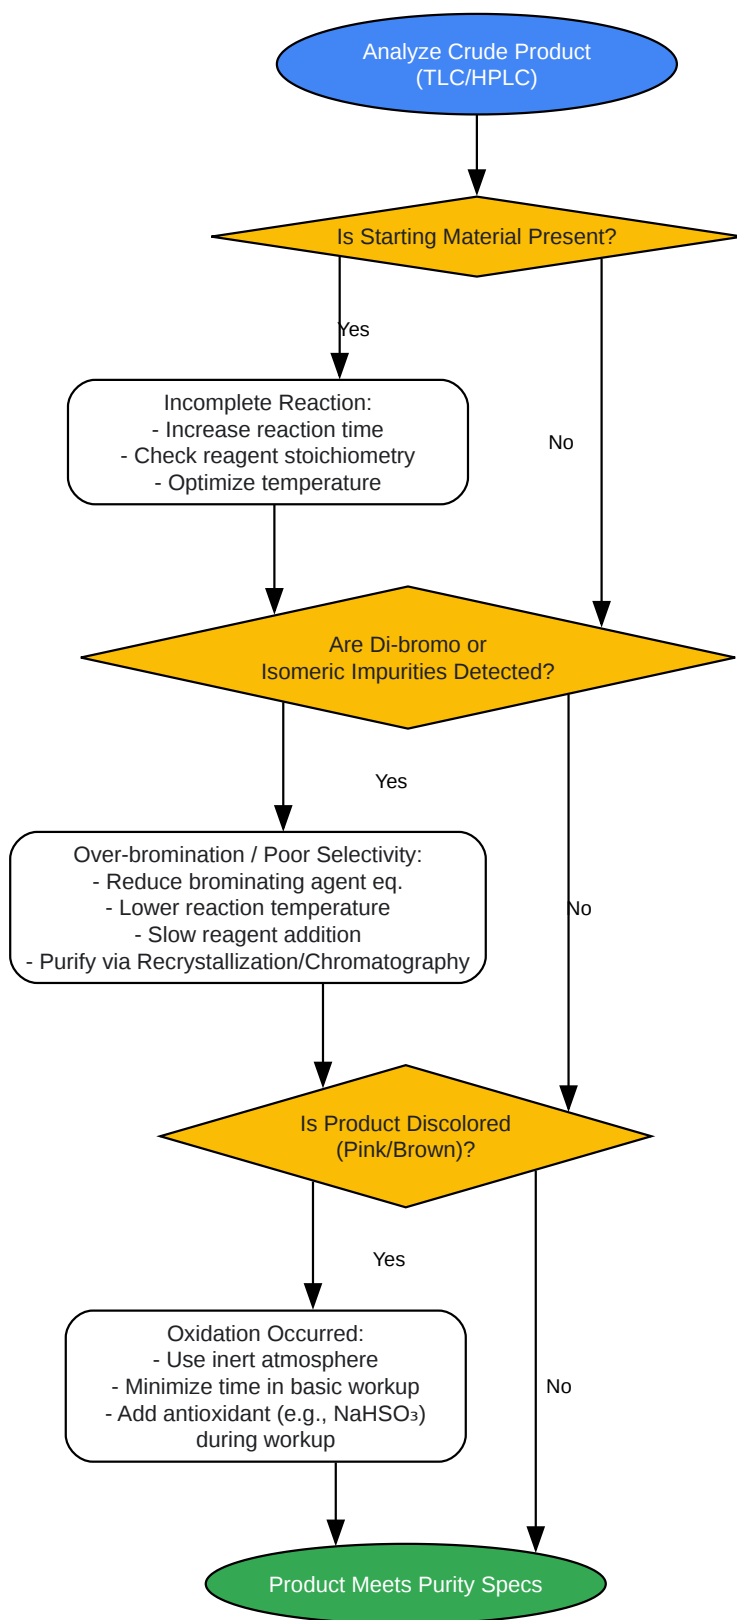 Analyze Crude Product
(TLC/HPLC)
Is Starting Material Present?
Yes
Incomplete Reaction:
- Increase reaction time
- Check reagent stoichiometry
- Optimize temperature
No
Are Di-bromo or
Isomeric Impurities Detected?
Yes
Over-bromination / Poor Selectivity:
- Reduce brominating agent eq.
- Lower reaction temperature
- Slow reagent addition
- Purify via Recrystallization/Chromatography
No
Is Product Discolored
(Pink/Brown)?
Yes
Oxidation Occurred:
- Use inert atmosphere
- Minimize time in basic workup
- Add antioxidant (e.g., NaHSO₃)
during workup
No
Product Meets Purity Specs